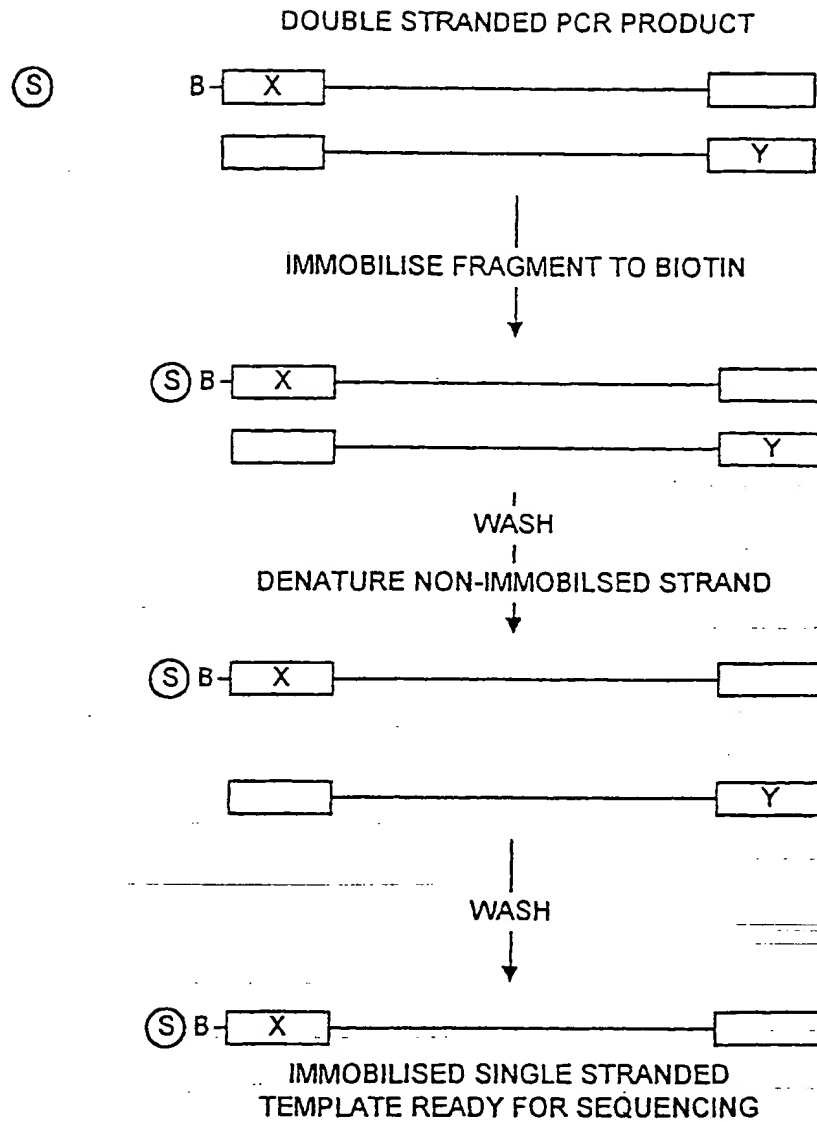 DOUBLE STRANDED PCR PRODUCT
S B X
Y
IMMOBILISE FRAGMENT TO BIOTIN
S B X
Y
WASH
DENATURE NON-IMMOBILSED STRAND
S B X
Y
WASH
S B X
IMMOBILISED SINGLE STRANDED
TEMPLATE READY FOR SEQUENCING